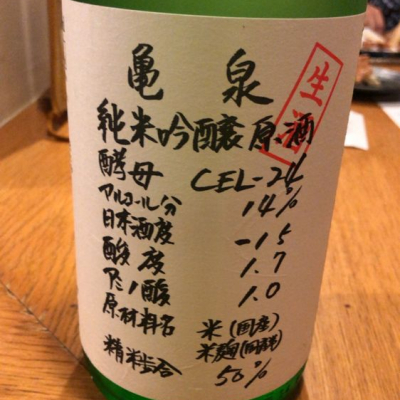 亀泉
生酒
純米吟醸原酒
酵母 CEL-24
アルコール分 14%
日本酒度 -15
酸度 1.7
アミノ酸 1.0
原材料名 米(国産)
米麹(国産)
精米歩合 50%